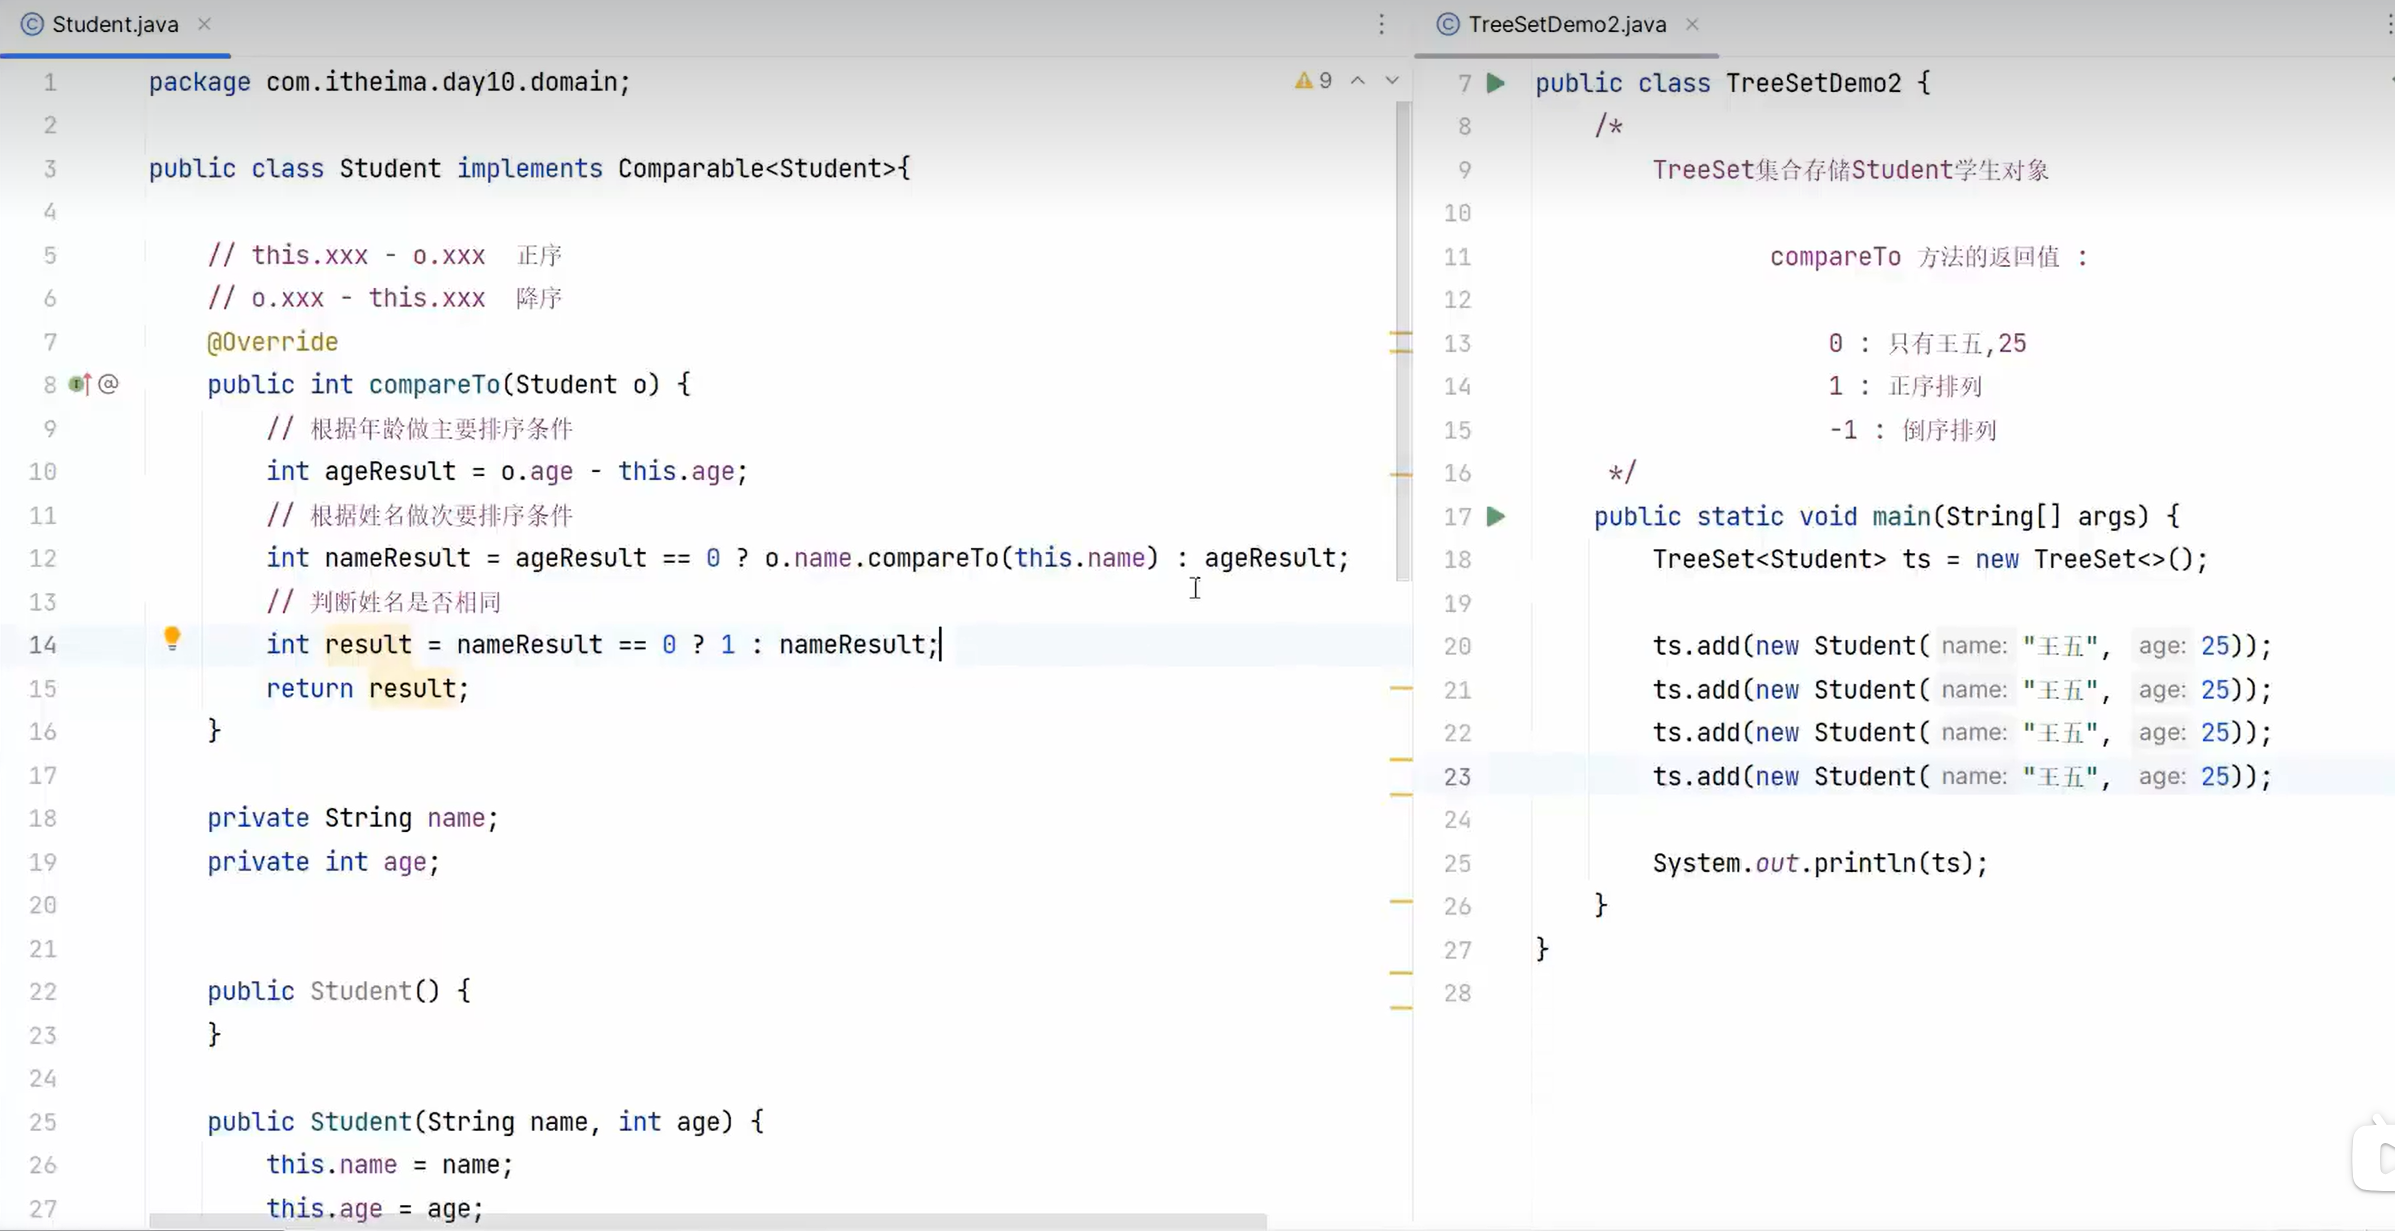 Student.java
1 package com.itheima.day10.domain;
9
2
3 public class Student implements Comparable<Student>{
4
5 // this.xxx - o.xxx 正序
6 // o.xxx - this.xxx 降序
7 @Override
8 public int compareTo(Student o) {
9 // 根据年龄做主要排序条件
10 int ageResult = o.age - this.age;
11 // 根据姓名做次要排序条件
12 int nameResult = ageResult == 0 ? o.name.compareTo(this.name) : ageResult;
13 // 判断姓名是否相同
14 int result = nameResult == 0 ? 1 : nameResult;
15 return result;
16 }
17
18 private String name;
19 private int age;
20
21
22 public Student() {
23 }
24
25 public Student(String name, int age) {
26 this.name = name;
27 this.age = age;
TreeSetDemo2.java
7 public class TreeSetDemo2 {
8 /*
9 TreeSet集合存储Student学生对象
10
11 compareTo 方法的返回值 :
12
13 0 : 只有王五,25
14 1 : 正序排列
15 -1 : 倒序排列
16 */
17 public static void main(String[] args) {
18 TreeSet<Student> ts = new TreeSet<>();
19
20 ts.add(new Student( name: "王五", age: 25));
21 ts.add(new Student( name: "王五", age: 25));
22 ts.add(new Student( name: "王五", age: 25));
23 ts.add(new Student( name: "王五", age: 25));
24
25 System.out.println(ts);
26 }
27 }
28